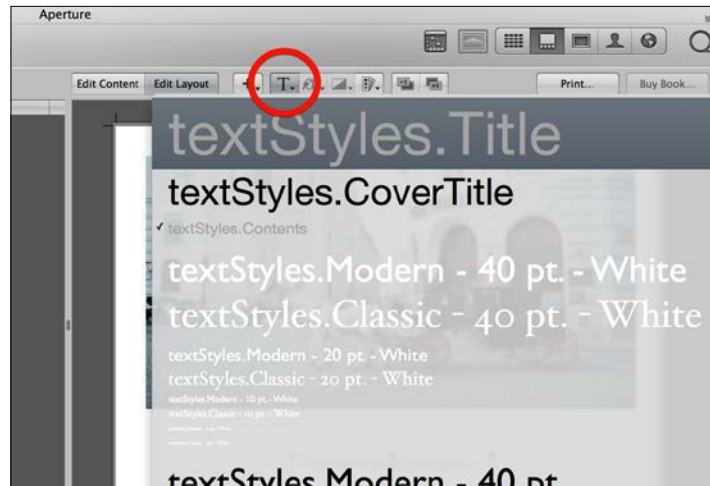 Aperture
Edit Content Edit Layout T Print... Buy Book...
textStyles.Title
textStyles.CoverTitle
✓ textStyles.Contents
textStyles.Modern - 40 pt. - White
textStyles.Classic - 40 pt. - White
textStyles.Modern - 20 pt. - White
textStyles.Classic - 20 pt. - White
textStyles.Modern - 10 pt. - White
textStyles.Classic - 10 pt. - White
textStyles.Modern - 40 pt.